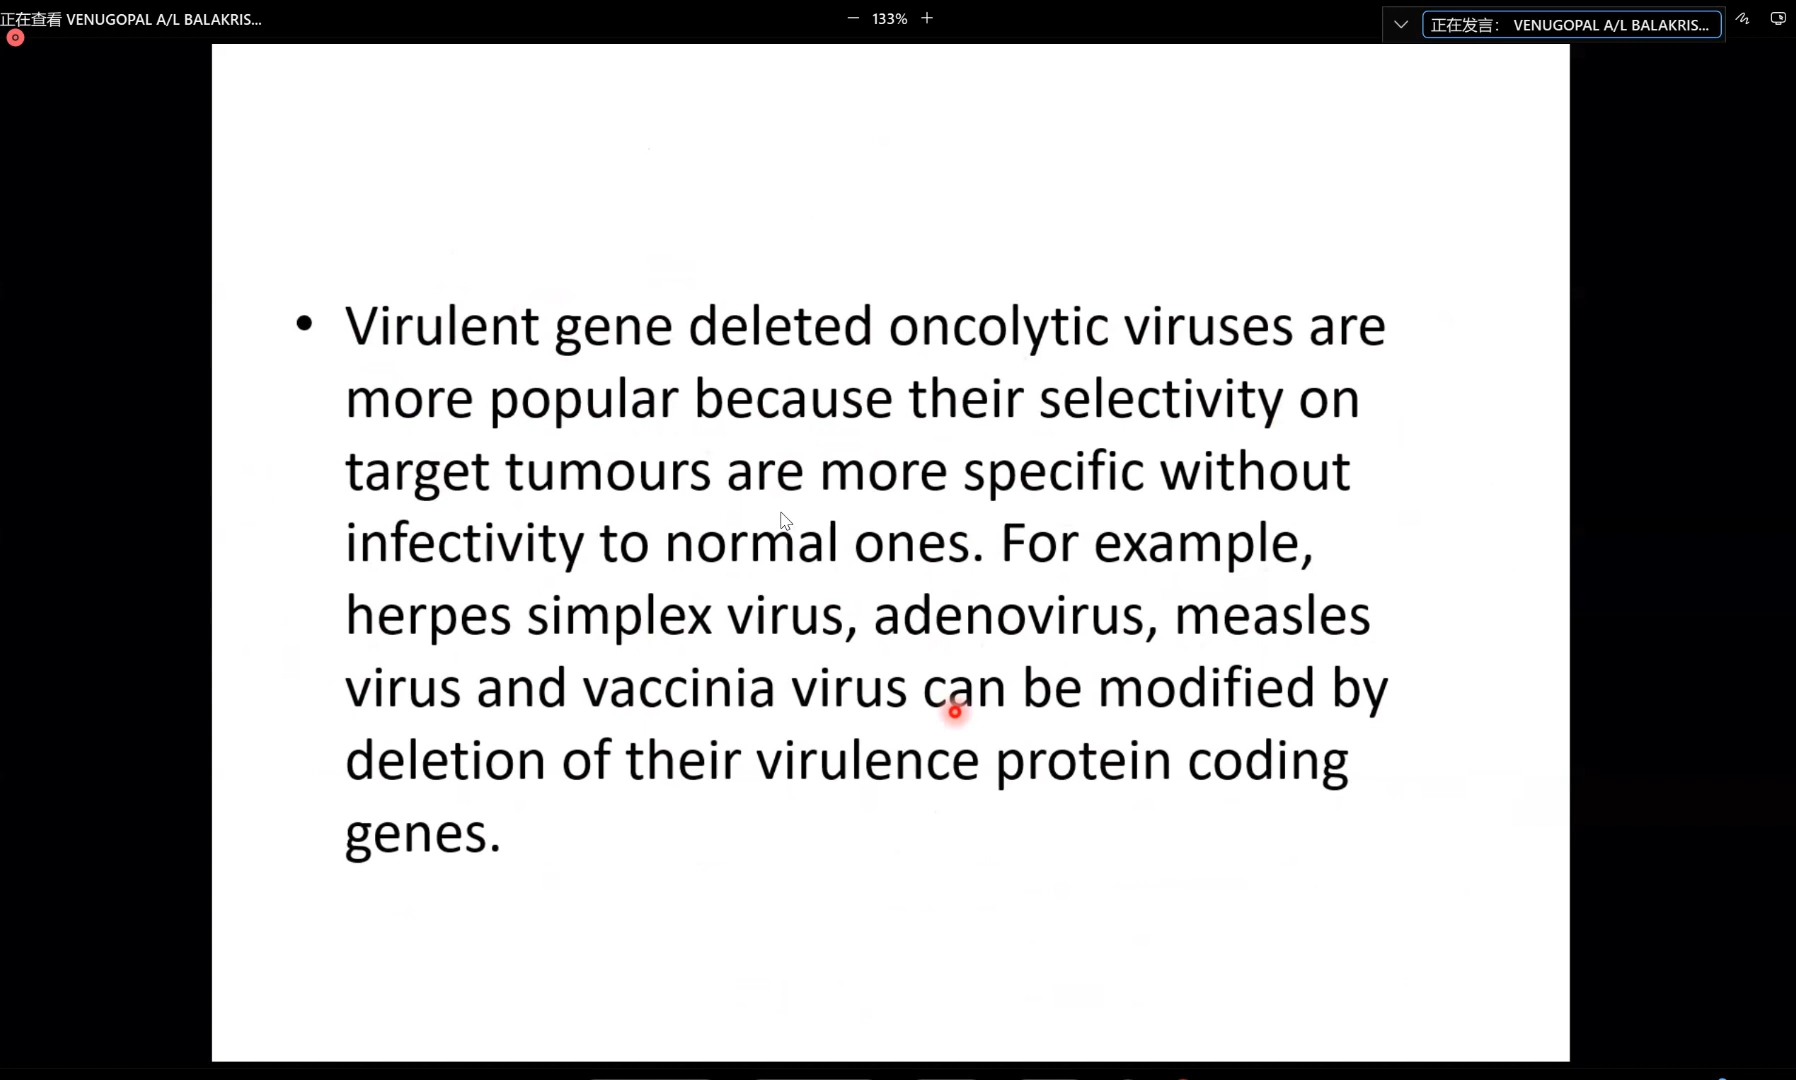 正在查看 VENUGOPAL A/L BALAKRIS...
133%
正在发言: VENUGOPAL A/L BALAKRIS...
• Virulent gene deleted oncolytic viruses are
more popular because their selectivity on
target tumours are more specific without
infectivity to normal ones. For example,
herpes simplex virus, adenovirus, measles
virus and vaccinia virus can be modified by
deletion of their virulence protein coding
genes.